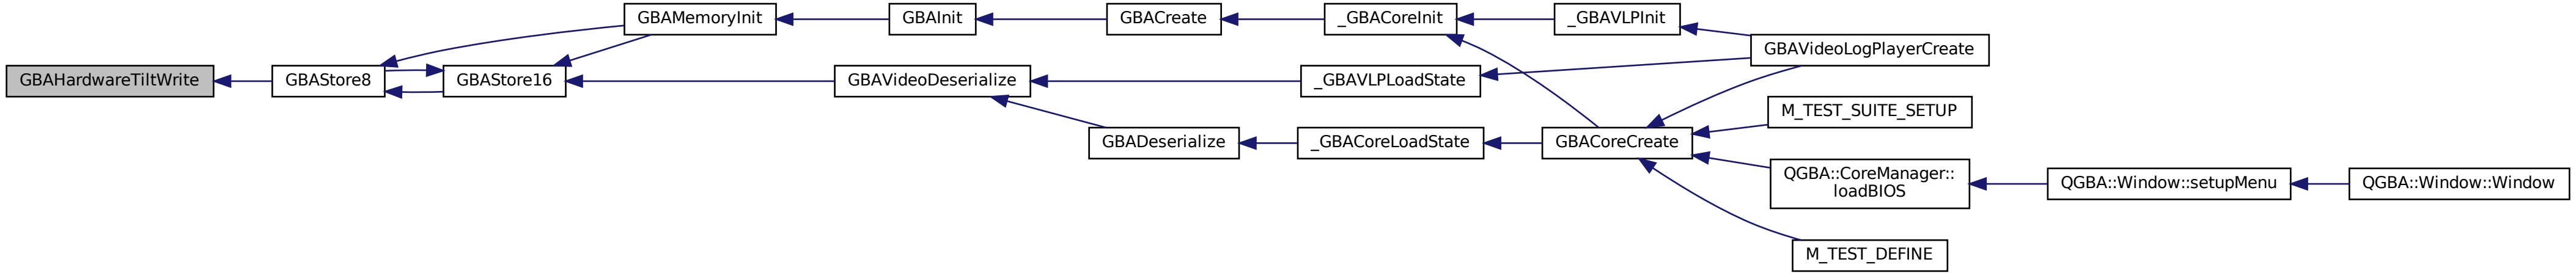 GBAMemoryInit
GBAInit
GBACreate
_GBACoreInit
_GBAVLPInit
GBAVideoLogPlayerCreate
GBAHardwareTiltWrite
GBAStore8
GBAStore16
GBAVideoDeserialize
_GBAVLPLoadState
M_TEST_SUITE_SETUP
GBADeserialize
_GBACoreLoadState
GBACoreCreate
QGBA::CoreManager::
loadBIOS
QGBA::Window::setupMenu
QGBA::Window::Window
M_TEST_DEFINE